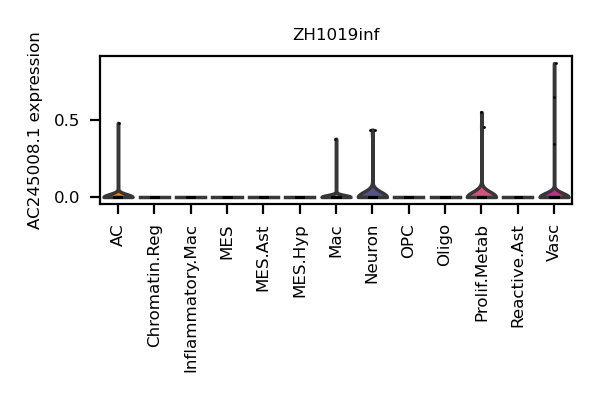 ZH1019inf
AC245008.1 expression
0.5
0.0
AC
Chromatin.Reg
Inflammatory.Mac
MES
MES.Ast
MES.Hyp
Mac
Neuron
OPC
Oligo
Prolif.Metab
Reactive.Ast
Vasc